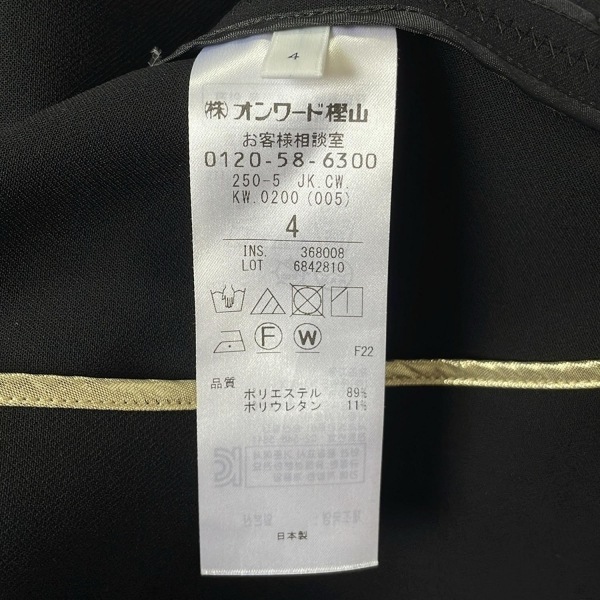 4
(株)オンワード樫山
お客様相談室
0120-58-6300
250-5 JK.CW.
KW.0200(005)
4
INS. 368008
LOT 6842810
F W
F22
品質
ポリエステル 89%
ポリウレタン 11%
日本製